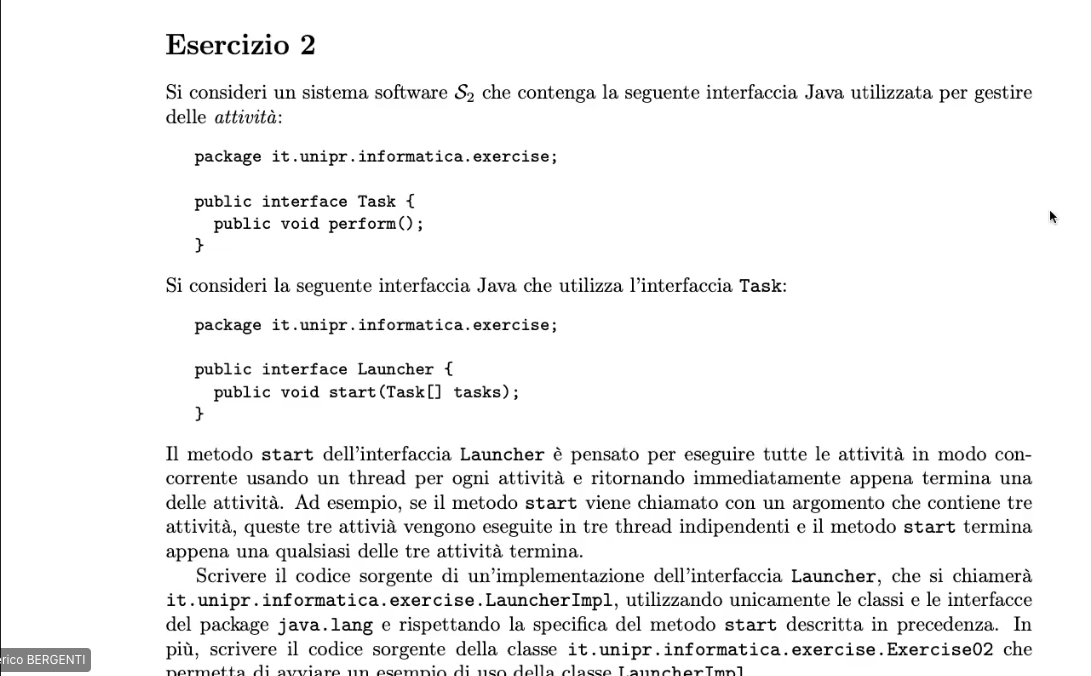 Esercizio 2
Si consideri un sistema software S2 che contenga la seguente interfaccia Java utilizzata per gestire
delle attività:
package it.unipr.informatica.exercise;
public interface Task {
public void perform();
}
Si consideri la seguente interfaccia Java che utilizza l'interfaccia Task:
package it.unipr.informatica.exercise;
public interface Launcher {
public void start(Task[] tasks);
}
Il metodo start dell'interfaccia Launcher è pensato per eseguire tutte le attività in modo con-
corrente usando un thread per ogni attività e ritornando immediatamente appena termina una
delle attività. Ad esempio, se il metodo start viene chiamato con un argomento che contiene tre
attività, queste tre attivià vengono eseguite in tre thread indipendenti e il metodo start termina
appena una qualsiasi delle tre attività termina.
Scrivere il codice sorgente di un'implementazione dell'interfaccia Launcher, che si chiamerà
it.unipr.informatica.exercise.LauncherImpl, utilizzando unicamente le classi e le interfacce
del package java.lang e rispettando la specifica del metodo start descritta in precedenza. In
più, scrivere il codice sorgente della classe it.unipr.informatica.exercise.Exercise02 che
permetta di avviare un esempio di uso della classe LauncherImpl.
erico BERGENTI